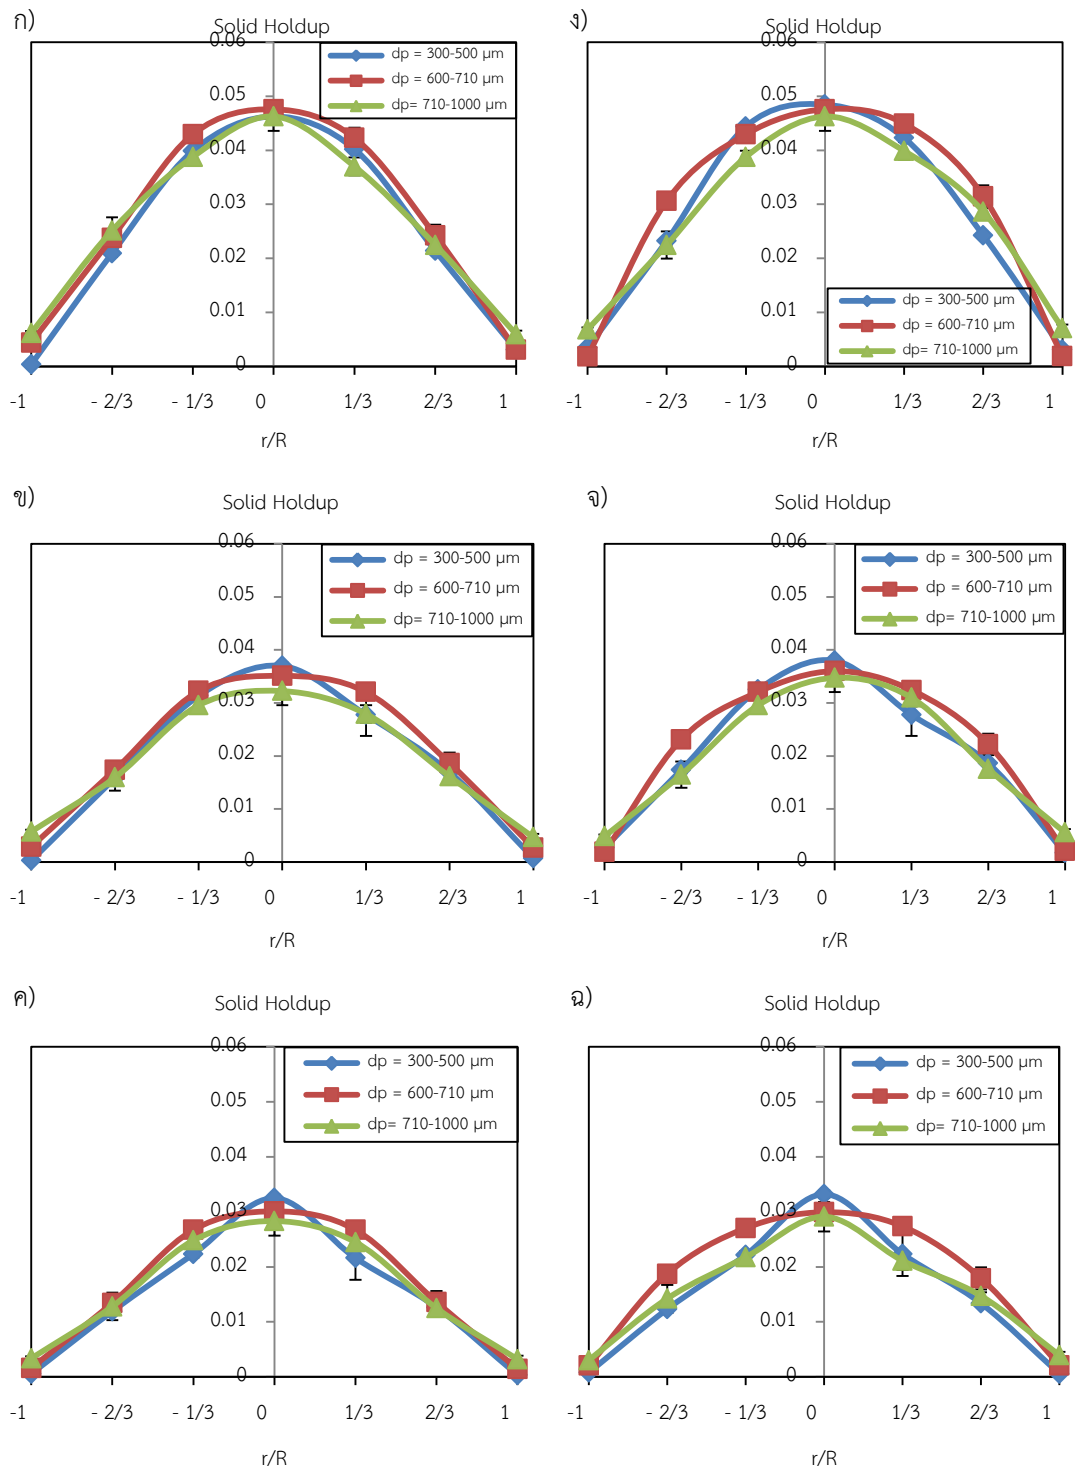 ก)
Solid Holdup
0.06
0.05
0.04
0.03
0.02
0.01
0
dp = 300-500 µm
dp = 600-710 µm
dp= 710-1000 µm
-1 - 2/3 - 1/3 0 1/3 2/3 1
r/R
ง)
Solid Holdup
0.06
0.05
0.04
0.03
0.02
0.01
0
dp = 300-500 µm
dp = 600-710 µm
dp= 710-1000 µm
-1 - 2/3 - 1/3 0 1/3 2/3 1
r/R
ข)
Solid Holdup
0.06
0.05
0.04
0.03
0.02
0.01
0
dp = 300-500 µm
dp = 600-710 µm
dp= 710-1000 µm
-1 - 2/3 - 1/3 0 1/3 2/3 1
r/R
จ)
Solid Holdup
0.06
0.05
0.04
0.03
0.02
0.01
0
dp = 300-500 µm
dp = 600-710 µm
dp= 710-1000 µm
-1 - 2/3 - 1/3 0 1/3 2/3 1
r/R
ค)
Solid Holdup
0.06
0.05
0.04
0.03
0.02
0.01
0
dp = 300-500 µm
dp = 600-710 µm
dp= 710-1000 µm
-1 - 2/3 - 1/3 0 1/3 2/3 1
r/R
ฉ)
Solid Holdup
0.06
0.05
0.04
0.03
0.02
0.01
0
dp = 300-500 µm
dp = 600-710 µm
dp= 710-1000 µm
-1 - 2/3 - 1/3 0 1/3 2/3 1
r/R